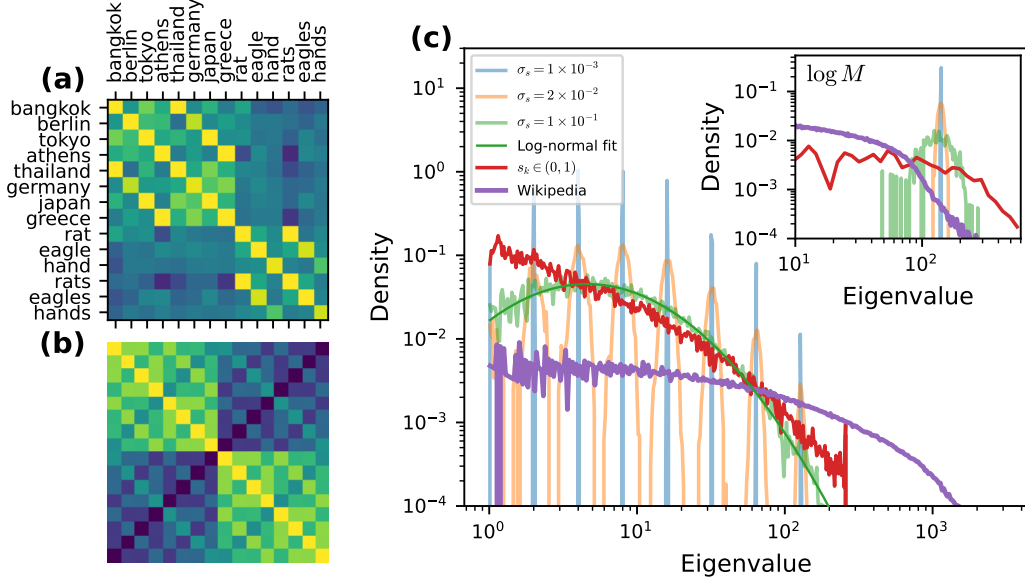 (a)
bangkok
berlin
tokyo
athens
thailand
germany
japan
greece
rat
eagle
hand
rats
eagles
hands
bangkok
berlin
tokyo
athens
thailand
germany
japan
greece
rat
eagle
hand
rats
eagles
hands
(b)
(c)
σₛ = 1 × 10⁻³
σₛ = 2 × 10⁻²
σₛ = 1 × 10⁻¹
Log-normal fit
sₖ ∈ (0, 1)
Wikipedia
Density
10¹
10⁰
10⁻¹
10⁻²
10⁻³
10⁻⁴
10⁰
10¹
10²
10³
Eigenvalue
log M
Density
10⁻¹
10⁻²
10⁻³
10⁻⁴
10¹
10²
Eigenvalue